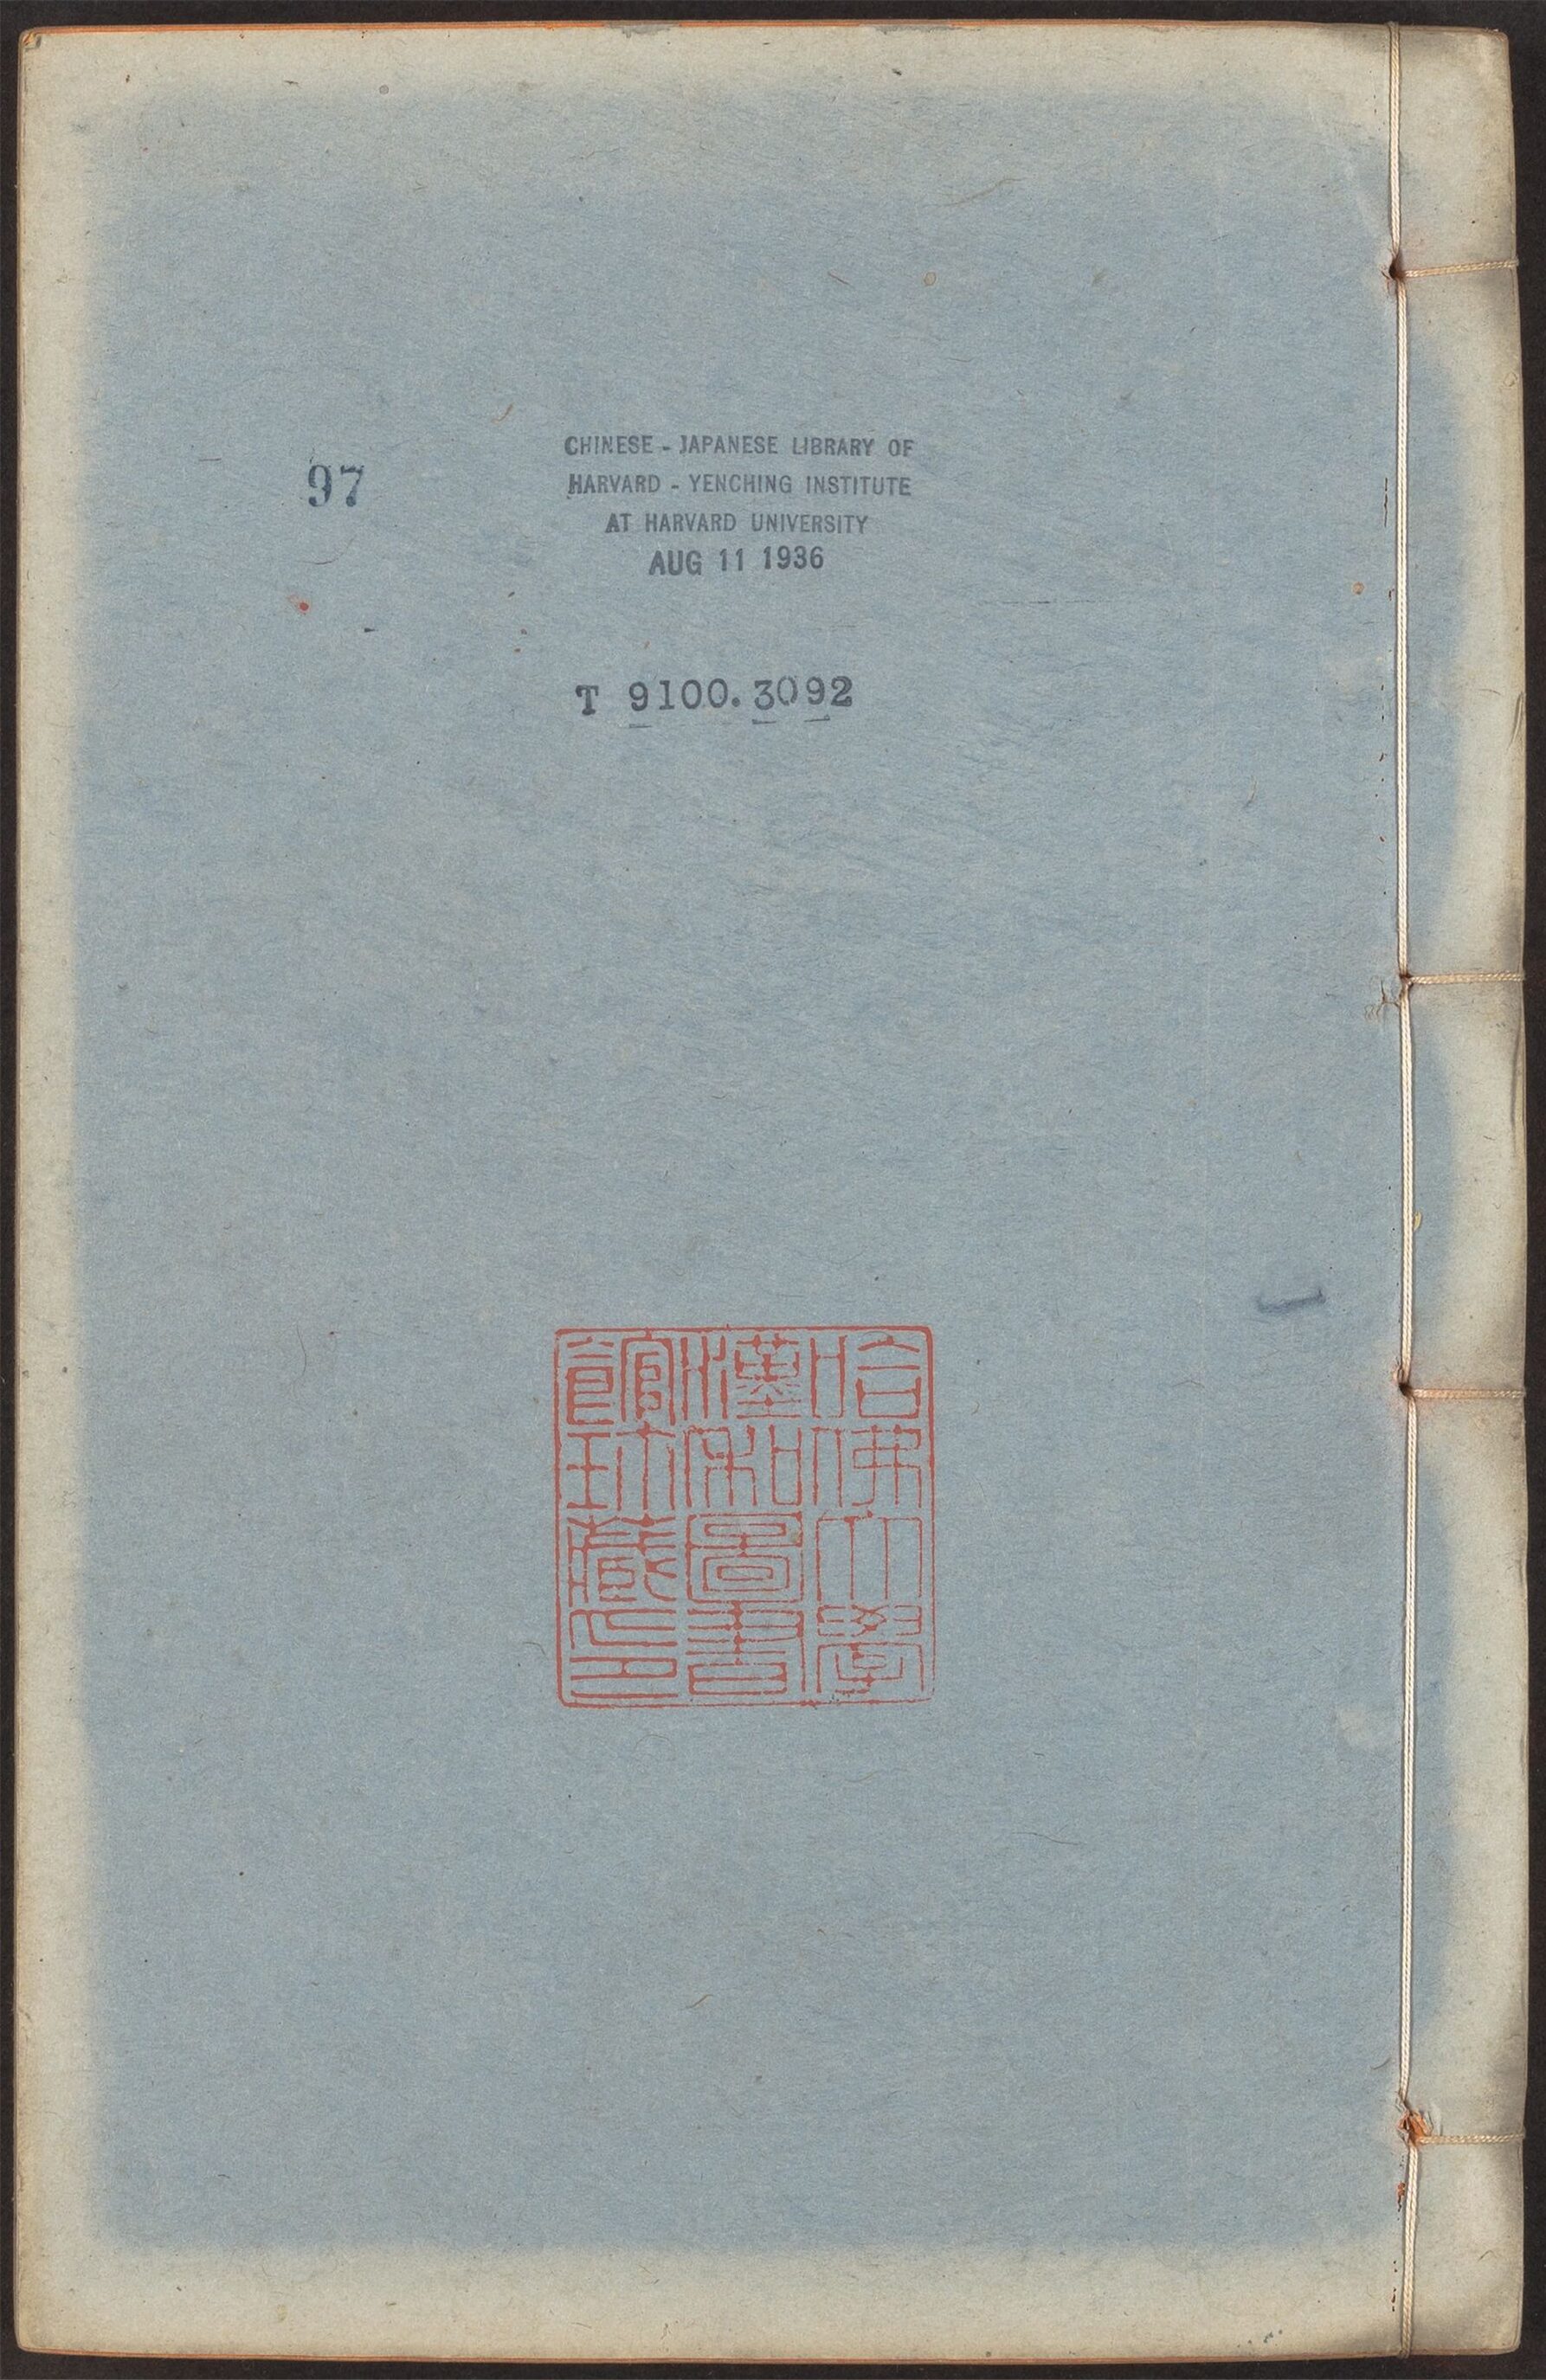 97
CHINESE - JAPANESE LIBRARY OF
HARVARD - YENCHING INSTITUTE
AT HARVARD UNIVERSITY
AUG 11 1936
T 9100.3092
哈佛大學
漢和圖書
館珍藏印